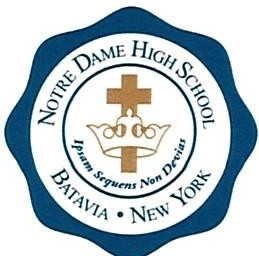 NOTRE DAME HIGH SCHOOL
Ipsam Sequens Non Devias
BATAVIA • NEW YORK